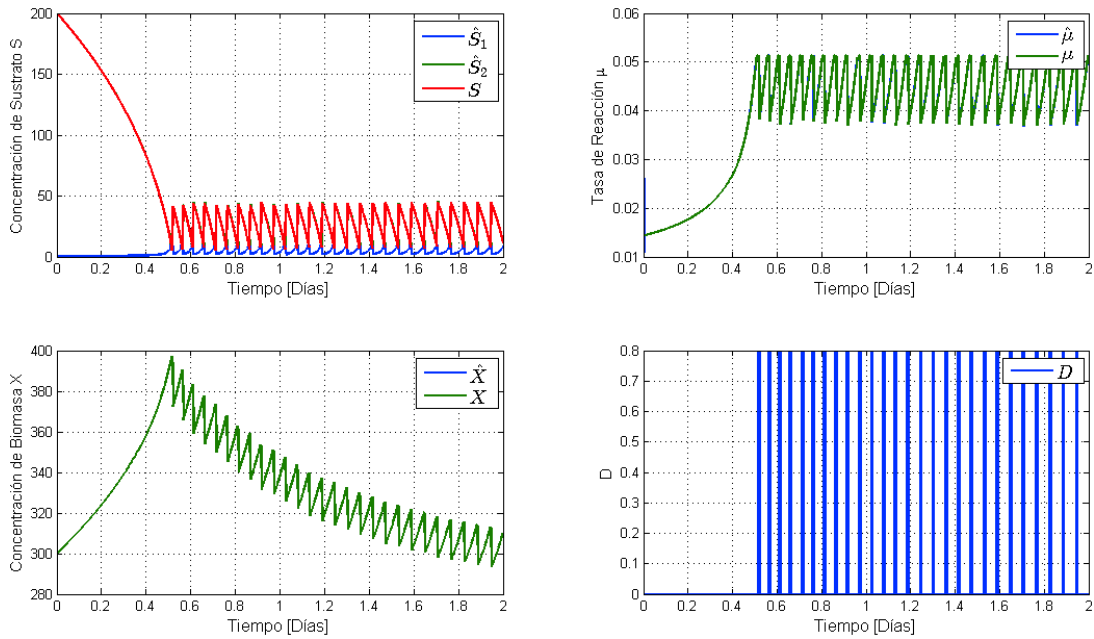 Concentración de Sustrato S
200
150
100
50
0
0 0.2 0.4 0.6 0.8 1 1.2 1.4 1.6 1.8 2
Tiempo [Días]
Ŝ₁
Ŝ₂
S
Tasa de Reacción μ
0.06
0.05
0.04
0.03
0.02
0.01
0 0.2 0.4 0.6 0.8 1 1.2 1.4 1.6 1.8 2
Tiempo [Días]
μ̂
μ
Concentración de Biomasa X
400
380
360
340
320
300
280
0 0.2 0.4 0.6 0.8 1 1.2 1.4 1.6 1.8 2
Tiempo [Días]
X̂
X
D
0.8
0.7
0.6
0.5
0.4
0.3
0.2
0.1
0
0 0.2 0.4 0.6 0.8 1 1.2 1.4 1.6 1.8 2
Tiempo [Días]
D